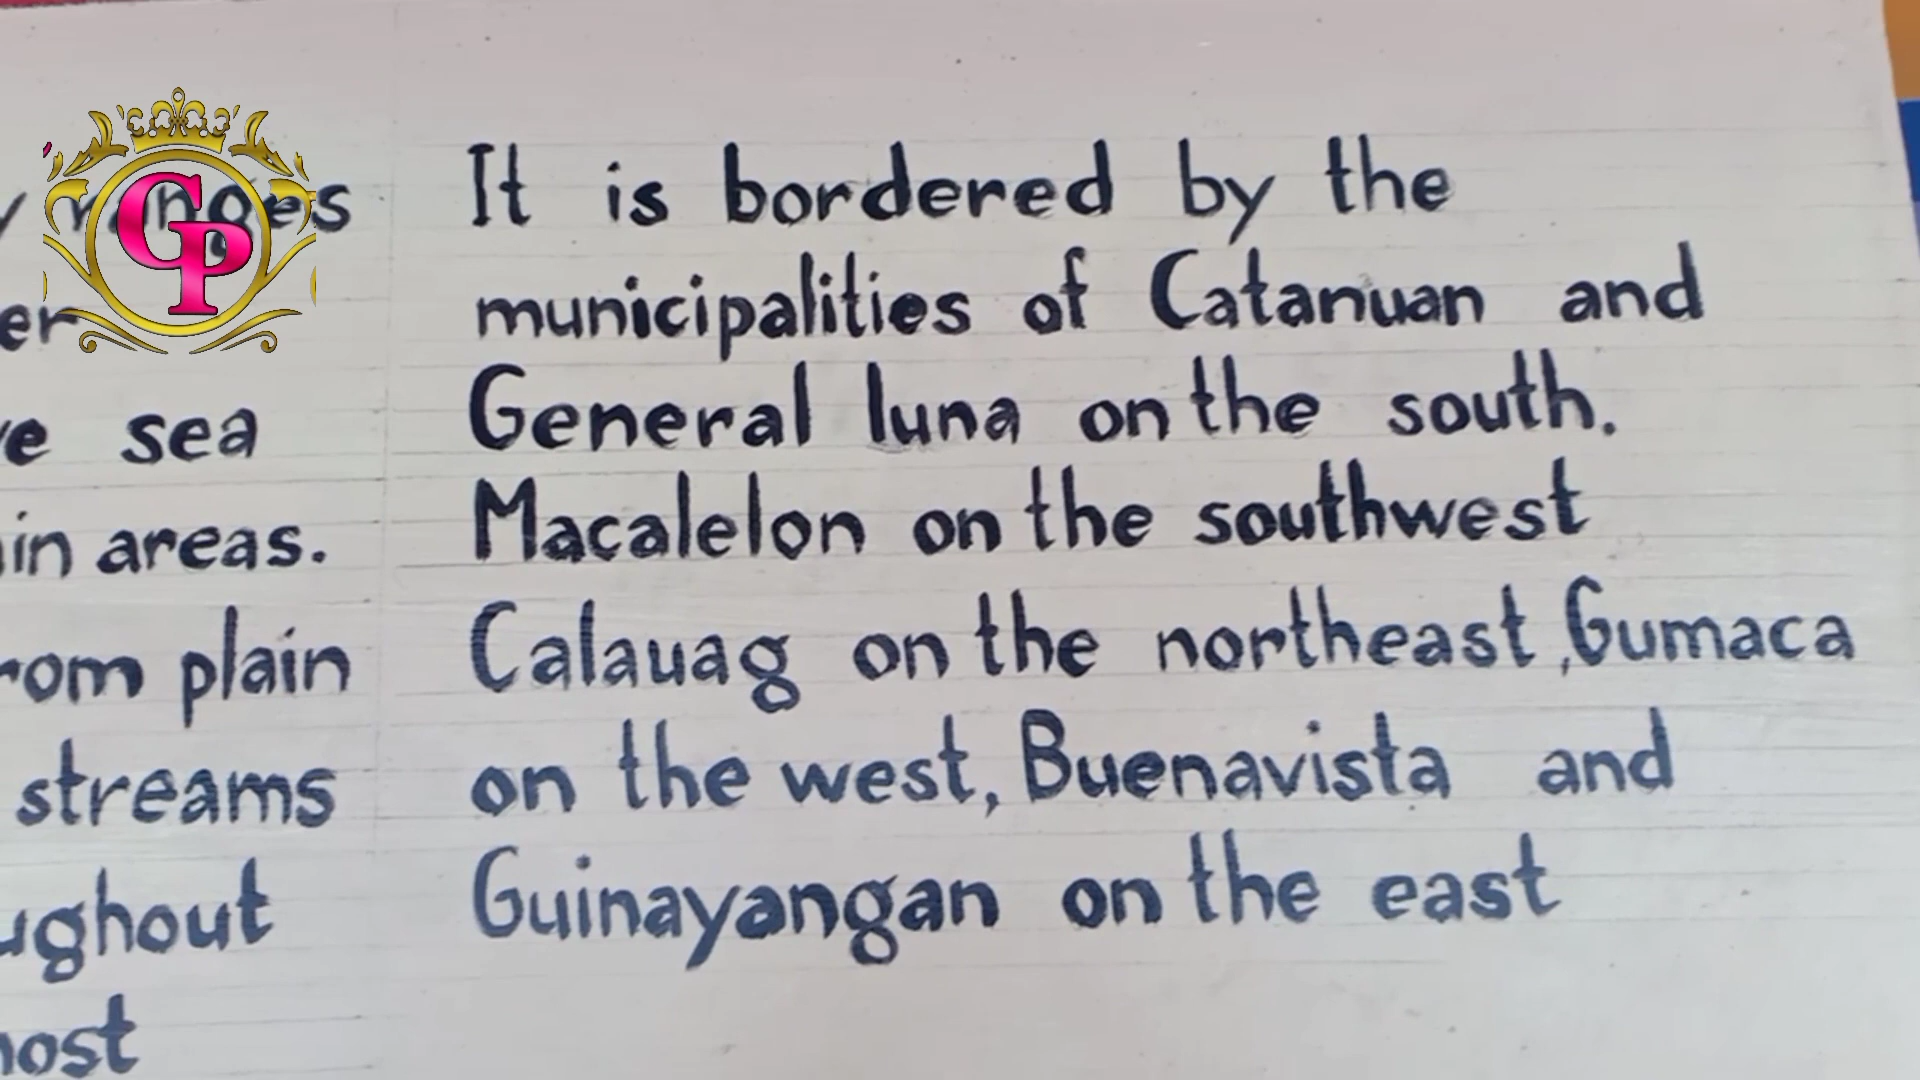 ranges
er
sea
in areas.
rom plain
streams
ughout
ost
It is bordered by the
municipalities of Catanuan and
General luna on the south.
Macalelon on the southwest
Calauag on the northeast, Gumaca
on the west, Buenavista and
Guinayangan on the east
GP